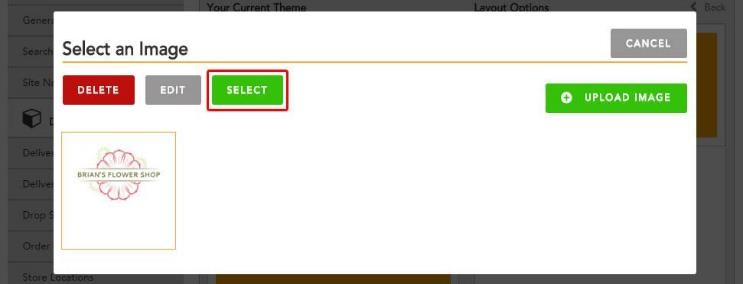 Your Current Theme
Layout Options
Back
Genera
Search
Select an Image
CANCEL
Site Na
DELETE
EDIT
SELECT
UPLOAD IMAGE
D
Deliver
BRIAN'S FLOWER SHOP
Deliver
Drop S
Order
Store Locations